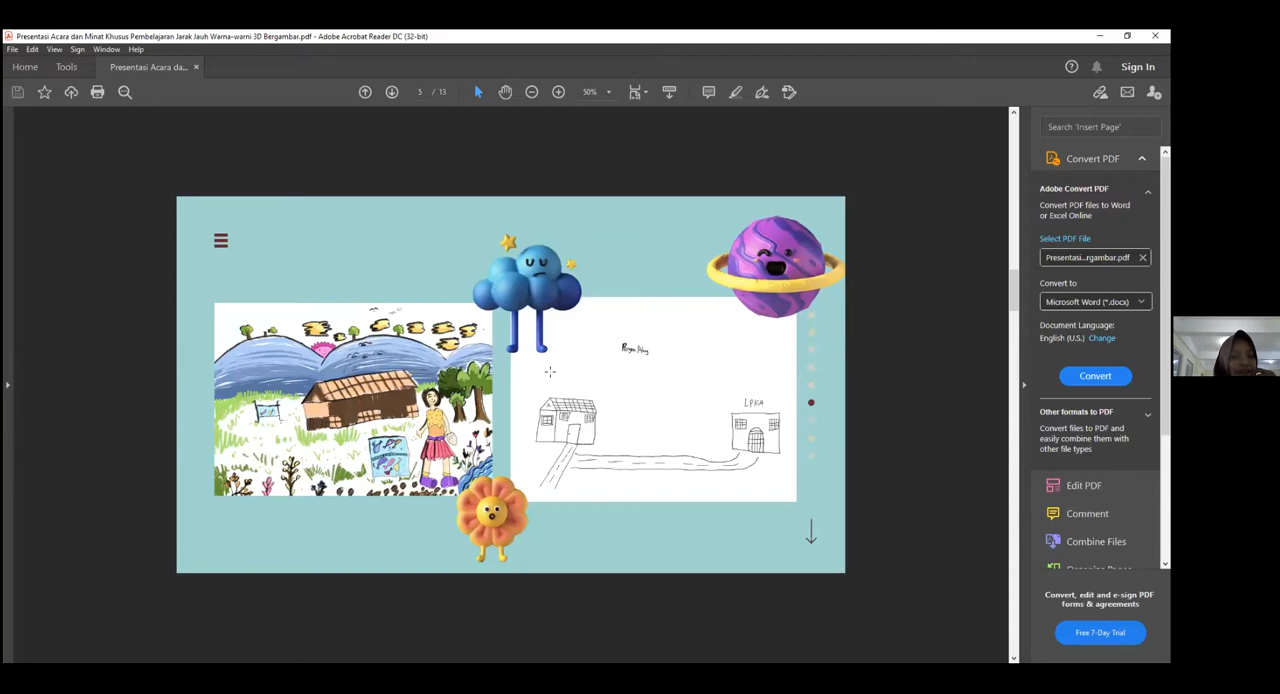 Presentasi Acara dan Minat Khusus Pembelajaran Jarak Jauh Warna-warni 3D Bergambar.pdf - Adobe Acrobat Reader DC (32-bit)
File Edit View Sign Window Help
Home Tools Presentasi Acara da... × Sign In
5 / 13 50%
Search 'Insert Page'
Convert PDF
Adobe Convert PDF
Convert PDF files to Word
or Excel Online
Select PDF File
Presentasi...rgambar.pdf
Convert to
Microsoft Word (*.docx)
Document Language:
English (U.S.) Change
Convert
Other formats to PDF
Convert files to PDF and
easily combine them with
other file types
Edit PDF
Comment
Combine Files
Organize Pages
Convert, edit and e-sign PDF
forms & agreements
Free 7-Day Trial
LPKA